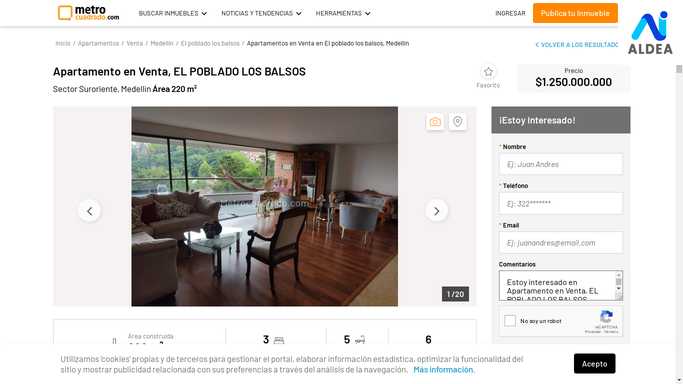 metro
cuadrado.com
BUSCAR INMUEBLES
NOTICIAS Y TENDENCIAS
HERRAMIENTAS
INGRESAR
Publica tu Inmueble
ALDEA
Inicio / Apartamentos / Venta / Medellín / El poblado los balsos / Apartamentos en Venta en El poblado los balsos, Medellín
VOLVER A LOS RESULTADO
Apartamento en Venta, EL POBLADO LOS BALSOS
Sector Suroriente, Medellín Área 220 m²
Favorito
Precio
$1.250.000.000
1 / 20
¡Estoy Interesado!
* Nombre
Ej: Juan Andres
* Teléfono
Ej: 322*******
* Email
Ej: juanandres@email.com
Comentarios
Estoy interesado en
Apartamento en Venta, EL
POBLADO LOS BALSOS
No soy un robot
reCAPTCHA
Privacidad - Términos
Área construida
3
5
6
Utilizamos 'cookies' propias y de terceros para gestionar el portal, elaborar información estadística, optimizar la funcionalidad del
sitio y mostrar publicidad relacionada con sus preferencias a través del análisis de la navegación. Más información.
Acepto